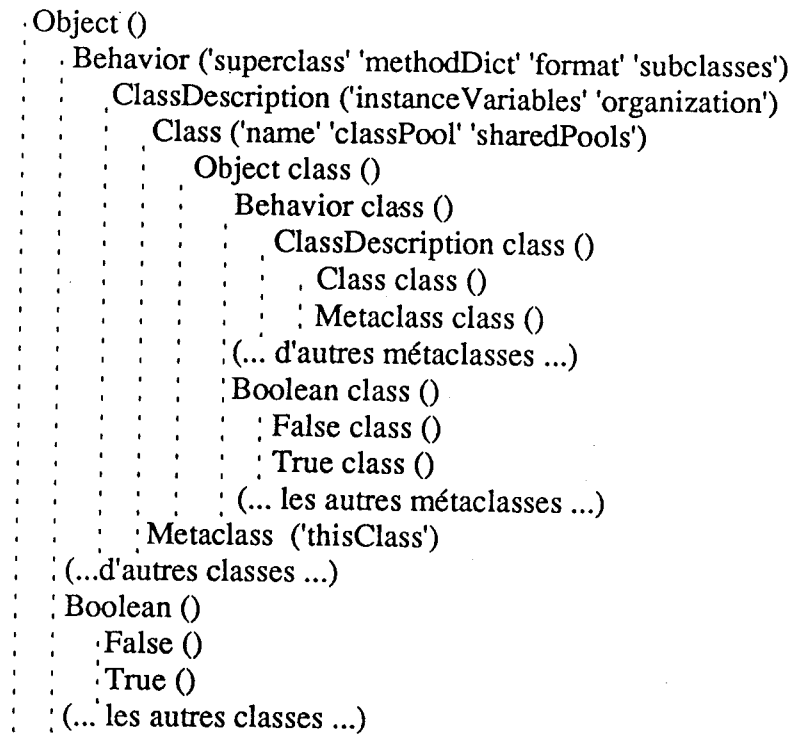 Object ()
Behavior ('superclass' 'methodDict' 'format' 'subclasses')
ClassDescription ('instanceVariables' 'organization')
Class ('name' 'classPool' 'sharedPools')
Object class ()
Behavior class ()
ClassDescription class ()
Class class ()
Metaclass class ()
(... d'autres métaclasses ...)
Boolean class ()
False class ()
True class ()
(... les autres métaclasses ...)
Metaclass ('thisClass')
(...d'autres classes ...)
Boolean ()
False ()
True ()
(... les autres classes ...)